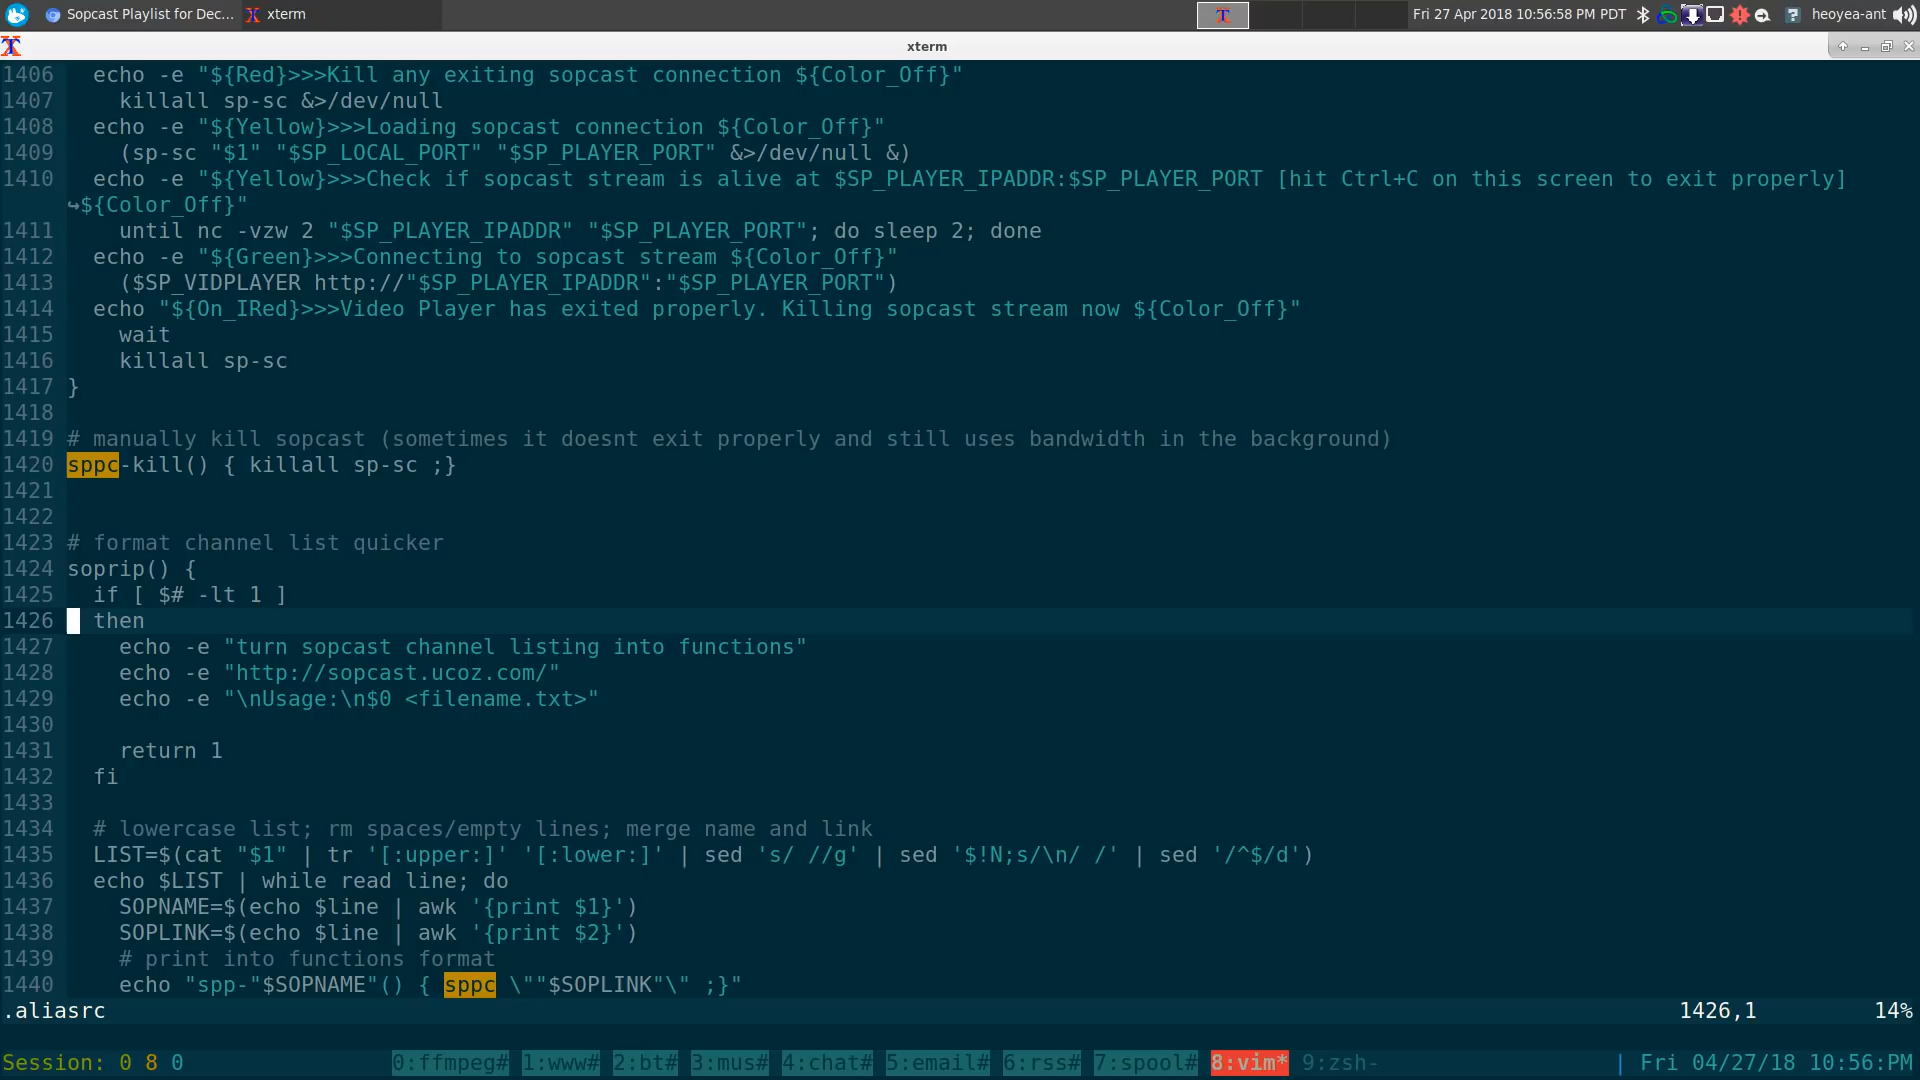 Sopcast Playlist for Dec... xterm Fri 27 Apr 2018 10:56:58 PM PDT heoyea-ant
xterm
1406   echo -e "${Red}>>>Kill any exiting sopcast connection ${Color_Off}"
1407     killall sp-sc &>/dev/null
1408   echo -e "${Yellow}>>>Loading sopcast connection ${Color_Off}"
1409     (sp-sc "$1" "$SP_LOCAL_PORT" "$SP_PLAYER_PORT" &>/dev/null &)
1410   echo -e "${Yellow}>>>Check if sopcast stream is alive at $SP_PLAYER_IPADDR:$SP_PLAYER_PORT [hit Ctrl+C on this screen to exit properly]
↪${Color_Off}"
1411     until nc -vzw 2 "$SP_PLAYER_IPADDR" "$SP_PLAYER_PORT"; do sleep 2; done
1412   echo -e "${Green}>>>Connecting to sopcast stream ${Color_Off}"
1413     ($SP_VIDPLAYER http://"$SP_PLAYER_IPADDR":"$SP_PLAYER_PORT")
1414   echo "${On_IRed}>>>Video Player has exited properly. Killing sopcast stream now ${Color_Off}"
1415     wait
1416     killall sp-sc
1417 }
1418
1419 # manually kill sopcast (sometimes it doesnt exit properly and still uses bandwidth in the background)
1420 sppc-kill() { killall sp-sc ;}
1421
1422
1423 # format channel list quicker
1424 soprip() {
1425   if [ $# -lt 1 ]
1426   then
1427     echo -e "turn sopcast channel listing into functions"
1428     echo -e "http://sopcast.ucoz.com/"
1429     echo -e "\nUsage:\n$0 <filename.txt>"
1430
1431     return 1
1432   fi
1433
1434   # lowercase list; rm spaces/empty lines; merge name and link
1435   LIST=$(cat "$1" | tr '[:upper:]' '[:lower:]' | sed 's/ //g' | sed '$!N;s/\n/ /' | sed '/^$/d')
1436   echo $LIST | while read line; do
1437     SOPNAME=$(echo $line | awk '{print $1}')
1438     SOPLINK=$(echo $line | awk '{print $2}')
1439     # print into functions format
1440     echo "spp-"$SOPNAME"() { sppc \""$SOPLINK"\" ;}"
.aliasrc 1426,1 14%
Session: 0 8 0 0:ffmpeg# 1:www# 2:bt# 3:mus# 4:chat# 5:email# 6:rss# 7:spool# 8:vim* 9:zsh- | Fri 04/27/18 10:56:PM